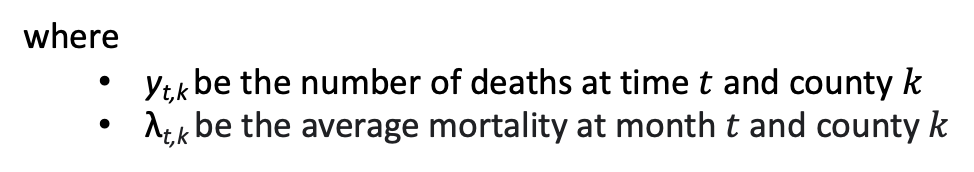 where
• y_{t,k} be the number of deaths at time t and county k
• λ_{t,k} be the average mortality at month t and county k